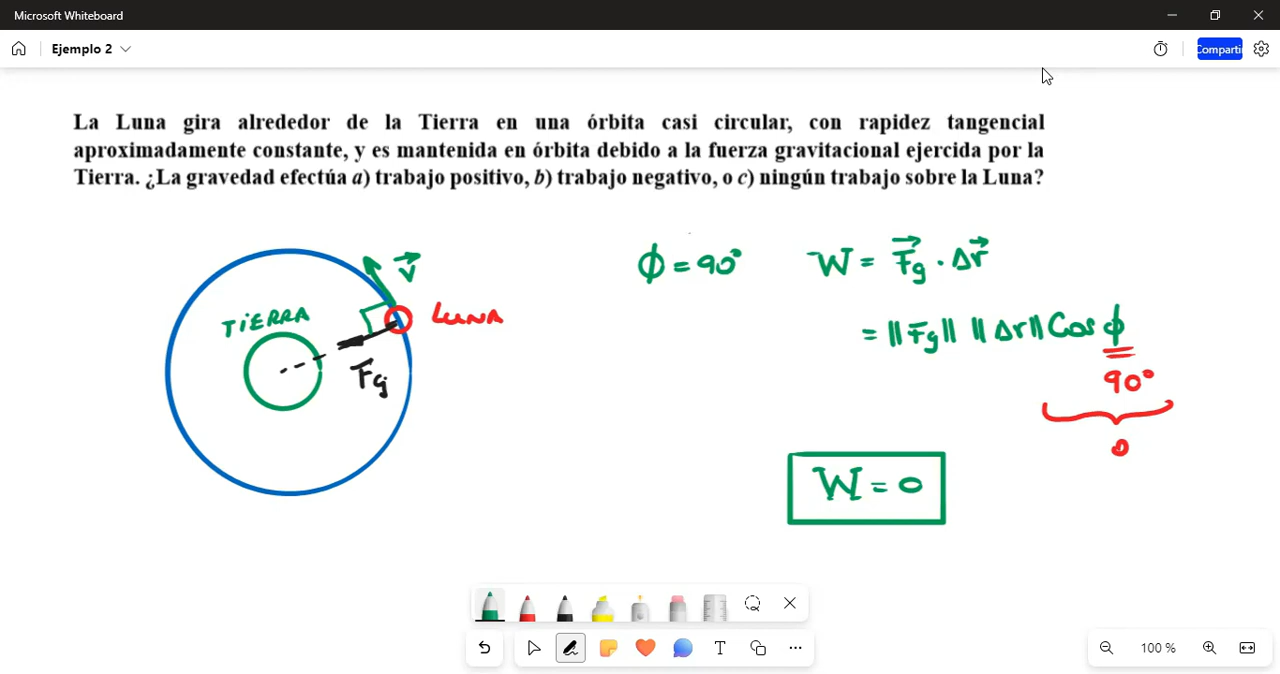 Microsoft Whiteboard
Ejemplo 2
Comparti
La Luna gira alrededor de la Tierra en una órbita casi circular, con rapidez tangencial
aproximadamente constante, y es mantenida en órbita debido a la fuerza gravitacional ejercida por la
Tierra. ¿La gravedad efectúa a) trabajo positivo, b) trabajo negativo, o c) ningún trabajo sobre la Luna?
v⃗
TIERRA
LUNA
Fg
ϕ = 90°
W = F⃗g · Δr⃗
= ||Fg|| ||Δr|| Cos ϕ
90°
0
W = 0
100 %